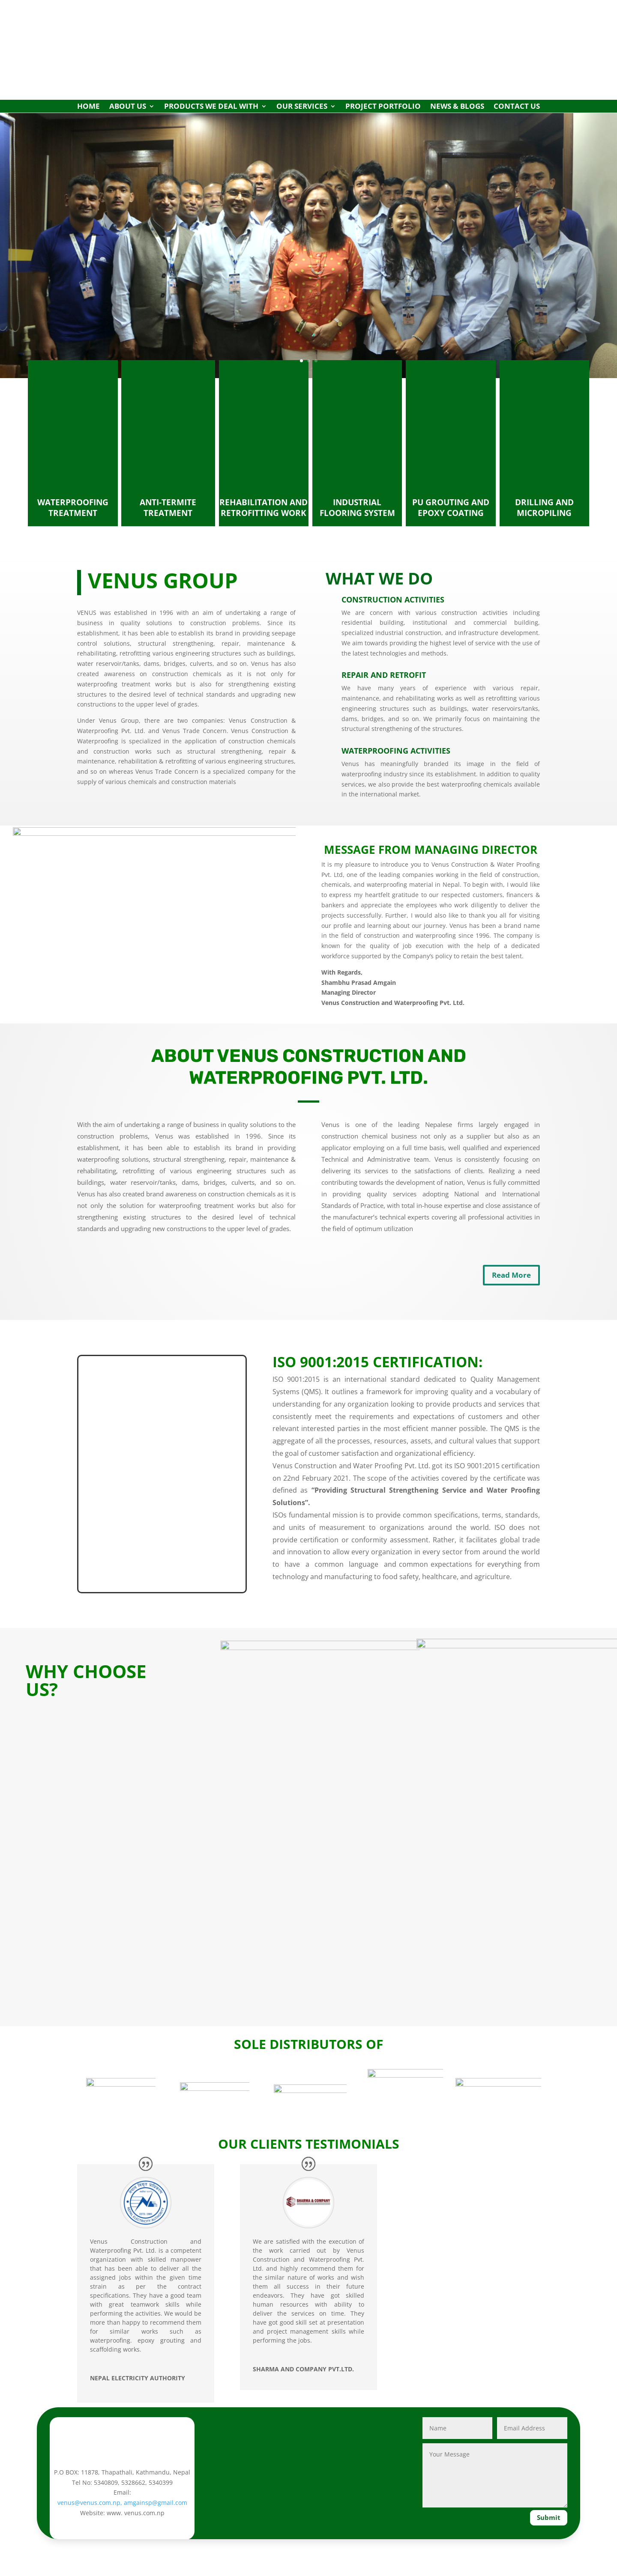 HOME ABOUT US PRODUCTS WE DEAL WITH OUR SERVICES PROJECT PORTFOLIO NEWS & BLOGS CONTACT US
WATERPROOFING
TREATMENT
ANTI-TERMITE
TREATMENT
REHABILITATION AND
RETROFITTING WORK
INDUSTRIAL
FLOORING SYSTEM
PU GROUTING AND
EPOXY COATING
DRILLING AND
MICROPILING
VENUS GROUP
VENUS was established in 1996 with an aim of undertaking a range of
business in quality solutions to construction problems. Since its
establishment, it has been able to establish its brand in providing seepage
control solutions, structural strengthening, repair, maintenance &
rehabilitating, retrofitting various engineering structures such as buildings,
water reservoir/tanks, dams, bridges, culverts, and so on. Venus has also
created awareness on construction chemicals as it is not only for
waterproofing treatment works but is also for strengthening existing
structures to the desired level of technical standards and upgrading new
constructions to the upper level of grades.
Under Venus Group, there are two companies: Venus Construction &
Waterproofing Pvt. Ltd. and Venus Trade Concern. Venus Construction &
Waterproofing is specialized in the application of construction chemicals
and construction works such as structural strengthening, repair &
maintenance, rehabilitation & retrofitting of various engineering structures,
and so on whereas Venus Trade Concern is a specialized company for the
supply of various chemicals and construction materials
WHAT WE DO
CONSTRUCTION ACTIVITIES
We are concern with various construction activities including
residential building, institutional and commercial building,
specialized industrial construction, and infrastructure development.
We aim towards providing the highest level of service with the use of
the latest technologies and methods.
REPAIR AND RETROFIT
We have many years of experience with various repair,
maintenance, and rehabilitating works as well as retrofitting various
engineering structures such as buildings, water reservoirs/tanks,
dams, bridges, and so on. We primarily focus on maintaining the
structural strengthening of the structures.
WATERPROOFING ACTIVITIES
Venus has meaningfully branded its image in the field of
waterproofing industry since its establishment. In addition to quality
services, we also provide the best waterproofing chemicals available
in the international market.
MESSAGE FROM MANAGING DIRECTOR
It is my pleasure to introduce you to Venus Construction & Water Proofing
Pvt. Ltd, one of the leading companies working in the field of construction,
chemicals, and waterproofing material in Nepal. To begin with, I would like
to express my heartfelt gratitude to our respected customers, financers &
bankers and appreciate the employees who work diligently to deliver the
projects successfully. Further, I would also like to thank you all for visiting
our profile and learning about our journey. Venus has been a brand name
in the field of construction and waterproofing since 1996. The company is
known for the quality of job execution with the help of a dedicated
workforce supported by the Company's policy to retain the best talent.
With Regards,
Shambhu Prasad Amgain
Managing Director
Venus Construction and Waterproofing Pvt. Ltd.
ABOUT VENUS CONSTRUCTION AND
WATERPROOFING PVT. LTD.
With the aim of undertaking a range of business in quality solutions to the
construction problems, Venus was established in 1996. Since its
establishment, it has been able to establish its brand in providing
waterproofing solutions, structural strengthening, repair, maintenance &
rehabilitating, retrofitting of various engineering structures such as
buildings, water reservoir/tanks, dams, bridges, culverts, and so on.
Venus has also created brand awareness on construction chemicals as it is
not only the solution for waterproofing treatment works but also for
strengthening existing structures to the desired level of technical
standards and upgrading new constructions to the upper level of grades.
Venus is one of the leading Nepalese firms largely engaged in
construction chemical business not only as a supplier but also as an
applicator employing on a full time basis, well qualified and experienced
Technical and Administrative team. Venus is consistently focusing on
delivering its services to the satisfactions of clients. Realizing a need
contributing towards the development of nation, Venus is fully committed
in providing quality services adopting National and International
Standards of Practice, with total in-house expertise and close assistance of
the manufacturer's technical experts covering all professional activities in
the field of optimum utilization
Read More
ISO 9001:2015 CERTIFICATION:
ISO 9001:2015 is an international standard dedicated to Quality Management
Systems (QMS). It outlines a framework for improving quality and a vocabulary of
understanding for any organization looking to provide products and services that
consistently meet the requirements and expectations of customers and other
relevant interested parties in the most efficient manner possible. The QMS is the
aggregate of all the processes, resources, assets, and cultural values that support
the goal of customer satisfaction and organizational efficiency.
Venus Construction and Water Proofing Pvt. Ltd. got its ISO 9001:2015 certification
on 22nd February 2021. The scope of the activities covered by the certificate was
defined as "Providing Structural Strengthening Service and Water Proofing
Solutions".
ISOs fundamental mission is to provide common specifications, terms, standards,
and units of measurement to organizations around the world. ISO does not
provide certification or conformity assessment. Rather, it facilitates global trade
and innovation to allow every organization in every sector from around the world
to have a common language and common expectations for everything from
technology and manufacturing to food safety, healthcare, and agriculture.
WHY CHOOSE
US?
SOLE DISTRIBUTORS OF
OUR CLIENTS TESTIMONIALS
Venus Construction and
Waterproofing Pvt. Ltd. is a competent
organization with skilled manpower
that has been able to deliver all the
assigned jobs within the given time
strain as per the contract
specifications. They have a good team
with great teamwork skills while
performing the activities. We would be
more than happy to recommend them
for similar works such as
waterproofing, epoxy grouting and
scaffolding works.
NEPAL ELECTRICITY AUTHORITY
SHARMA & COMPANY
We are satisfied with the execution of
the work carried out by Venus
Construction and Waterproofing Pvt.
Ltd. and highly recommend them for
the similar nature of works and wish
them all success in their future
endeavors. They have got skilled
human resources with ability to
deliver the services on time. They
have got good skill set at presentation
and project management skills while
performing the jobs.
SHARMA AND COMPANY PVT.LTD.
P.O BOX: 11878, Thapathali, Kathmandu, Nepal
Tel No: 5340809, 5328662, 5340399
Email:
venus@venus.com.np, amgainsp@gmail.com
Website: www. venus.com.np
Name
Email Address
Your Message
Submit